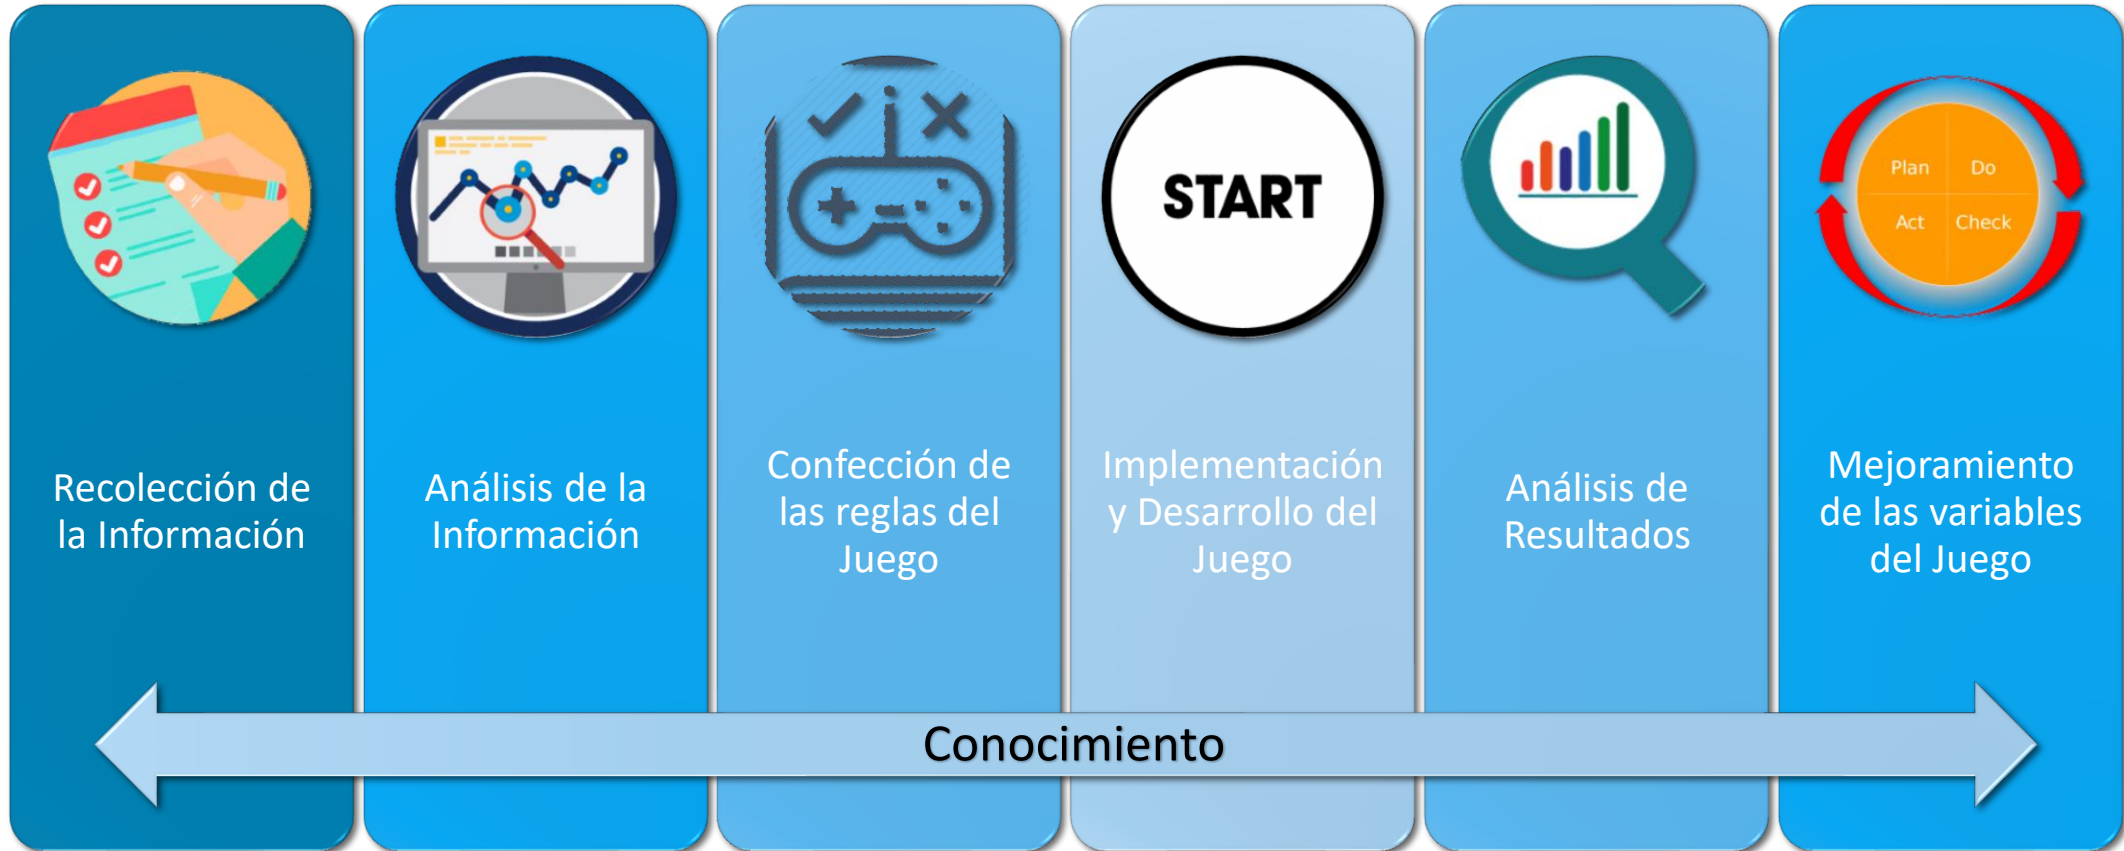 START
Plan
Do
Act
Check
Recolección de
la Información
Análisis de la
Información
Confección de
las reglas del
Juego
Implementación
y Desarrollo del
Juego
Análisis de
Resultados
Mejoramiento
de las variables
del Juego
Conocimiento